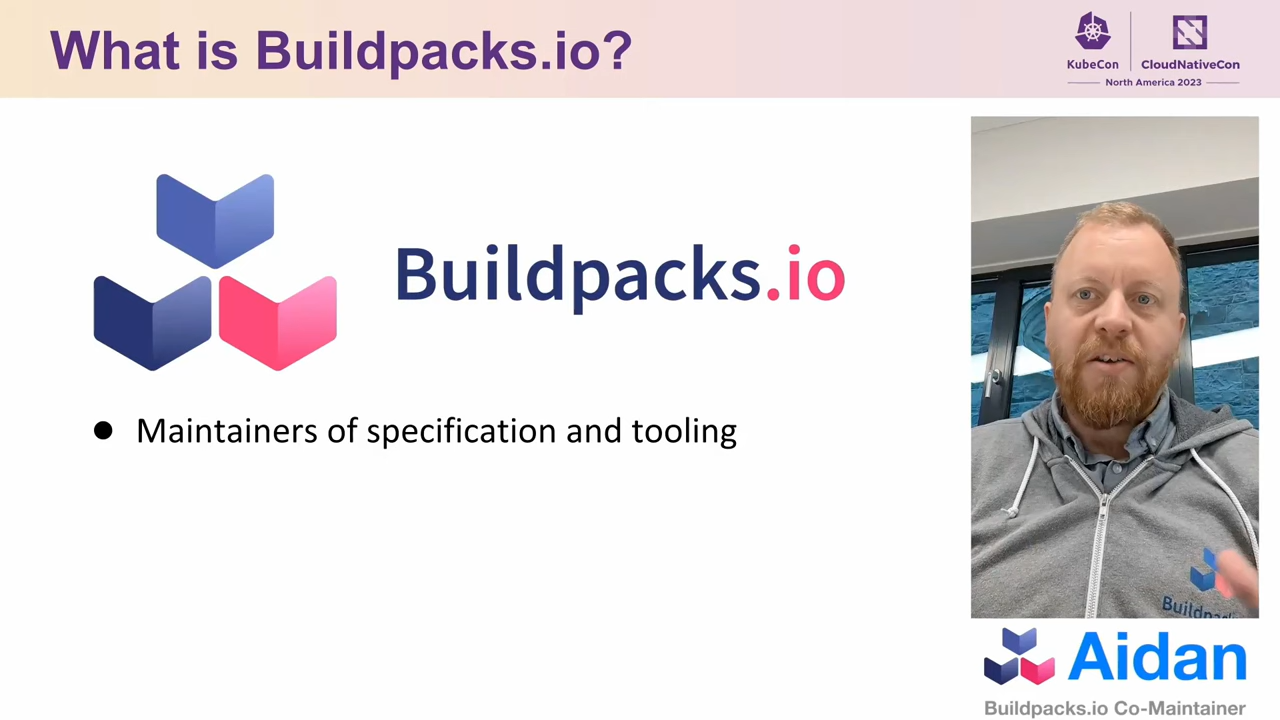 What is Buildpacks.io?
KubeCon
CloudNativeCon
North America 2023
Buildpacks.io
● Maintainers of specification and tooling
Aidan
Buildpacks.io Co-Maintainer